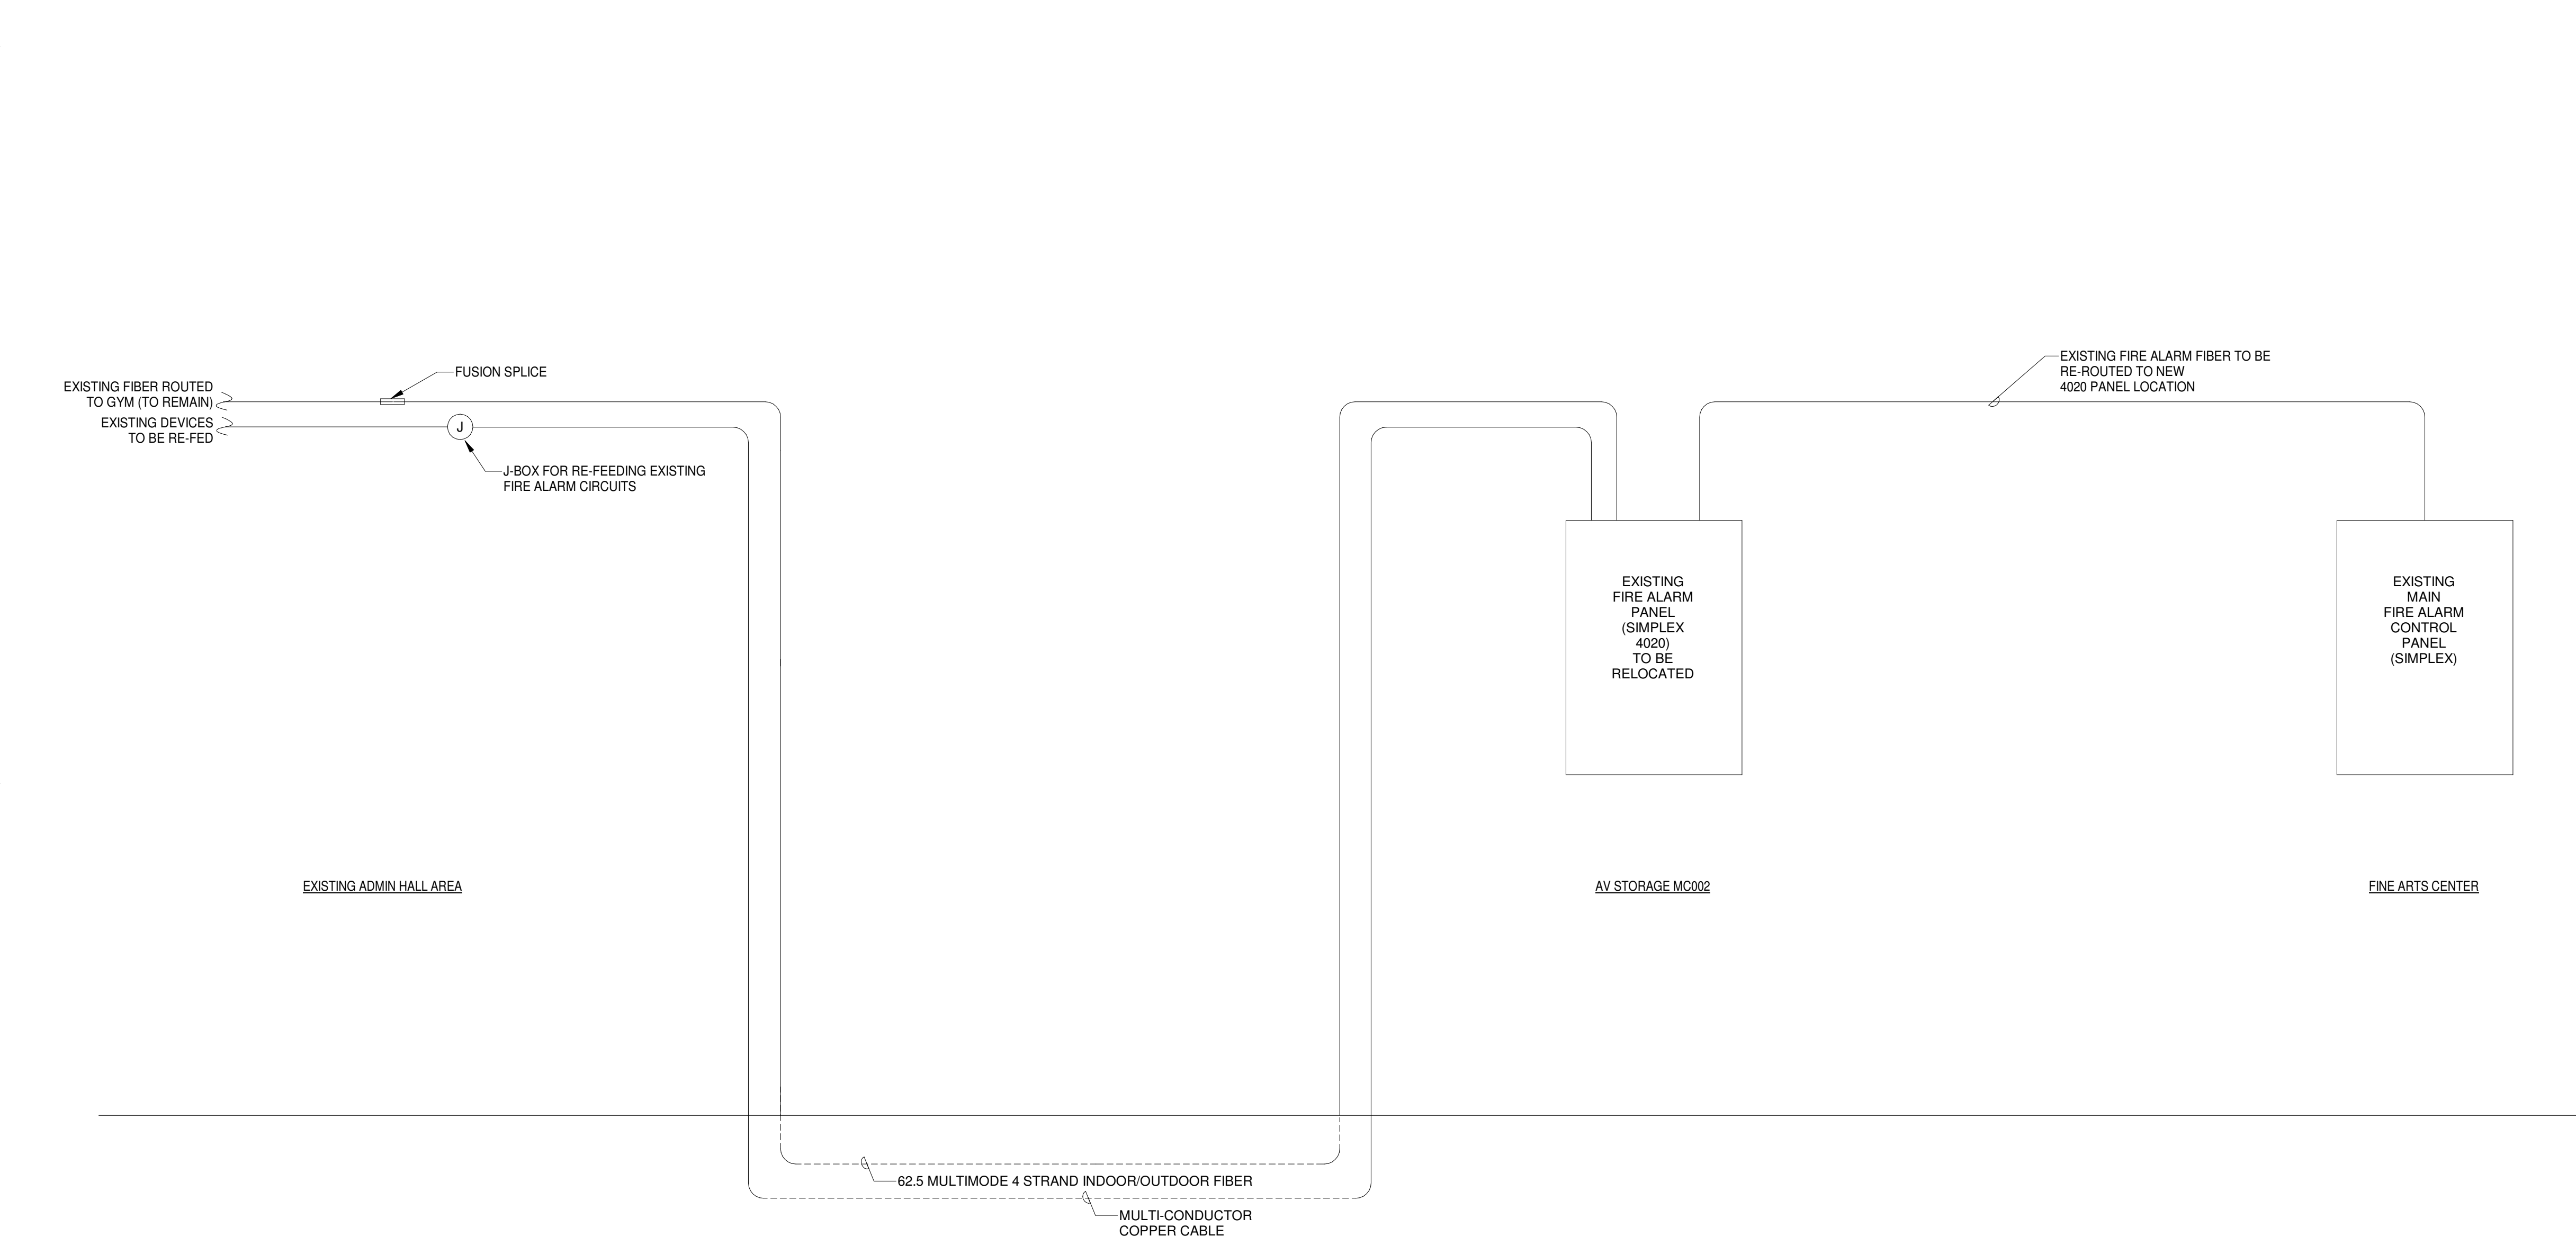 EXISTING FIBER ROUTED
TO GYM (TO REMAIN)
EXISTING DEVICES
TO BE RE-FED
FUSION SPLICE
J
J-BOX FOR RE-FEEDING EXISTING
FIRE ALARM CIRCUITS
EXISTING FIRE ALARM FIBER TO BE
RE-ROUTED TO NEW
4020 PANEL LOCATION
EXISTING
FIRE ALARM
PANEL
(SIMPLEX
4020)
TO BE
RELOCATED
EXISTING
MAIN
FIRE ALARM
CONTROL
PANEL
(SIMPLEX)
EXISTING ADMIN HALL AREA
AV STORAGE MC002
FINE ARTS CENTER
62.5 MULTIMODE 4 STRAND INDOOR/OUTDOOR FIBER
MULTI-CONDUCTOR
COPPER CABLE